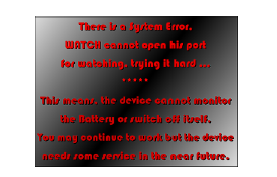 There is a System Error.
WATCH cannot open his port
for watching, trying it hard ...
* * * * *
This means, the device cannot monitor
the Battery or switch off itself.
You may continue to work but the device
needs some service in the near future.